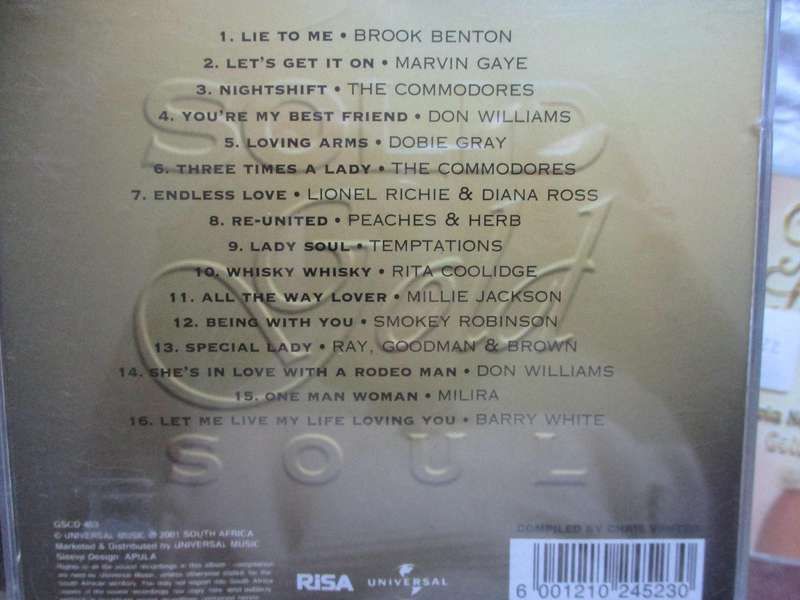 1. LIE TO ME • BROOK BENTON
2. LET'S GET IT ON • MARVIN GAYE
3. NIGHTSHIFT • THE COMMODORES
4. YOU'RE MY BEST FRIEND • DON WILLIAMS
5. LOVING ARMS • DOBIE GRAY
6. THREE TIMES A LADY • THE COMMODORES
7. ENDLESS LOVE • LIONEL RICHIE & DIANA ROSS
8. RE-UNITED • PEACHES & HERB
9. LADY SOUL • TEMPTATIONS
10. WHISKY WHISKY • RITA COOLIDGE
11. ALL THE WAY LOVER • MILLIE JACKSON
12. BEING WITH YOU • SMOKEY ROBINSON
13. SPECIAL LADY • RAY, GOODMAN & BROWN
14. SHE'S IN LOVE WITH A RODEO MAN • DON WILLIAMS
15. ONE MAN WOMAN • MILIRA
16. LET ME LIVE MY LIFE LOVING YOU • BARRY WHITE
SOLID
Gold
SOUL
GSCD
© UNIVERSAL MUSIC ℗ 2001 SOUTH AFRICA
Marketed & Distributed by UNIVERSAL MUSIC
Sleeve Design: APULA
COMPILED BY CHRIS
RISA
UNIVERSAL
6 001210 245230